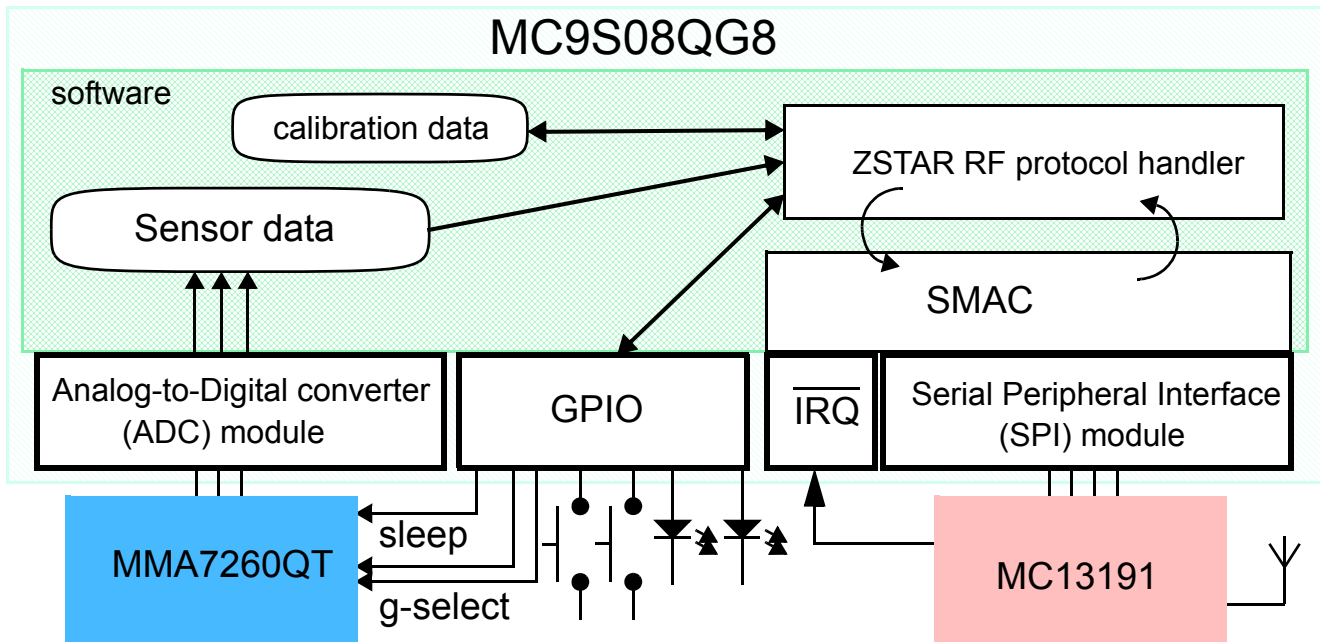 MC9S08QG8
software
calibration data
ZSTAR RF protocol handler
Sensor data
SMAC
Analog-to-Digital converter
(ADC) module
GPIO
IRQ
Serial Peripheral Interface
(SPI) module
sleep
MMA7260QT
g-select
MC13191